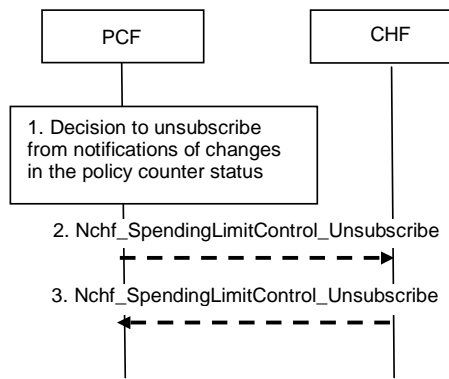 PCF
CHF
1. Decision to unsubscribe
from notifications of changes
in the policy counter status
2. Nchf_SpendingLimitControl_Unsubscribe
3. Nchf_SpendingLimitControl_Unsubscribe